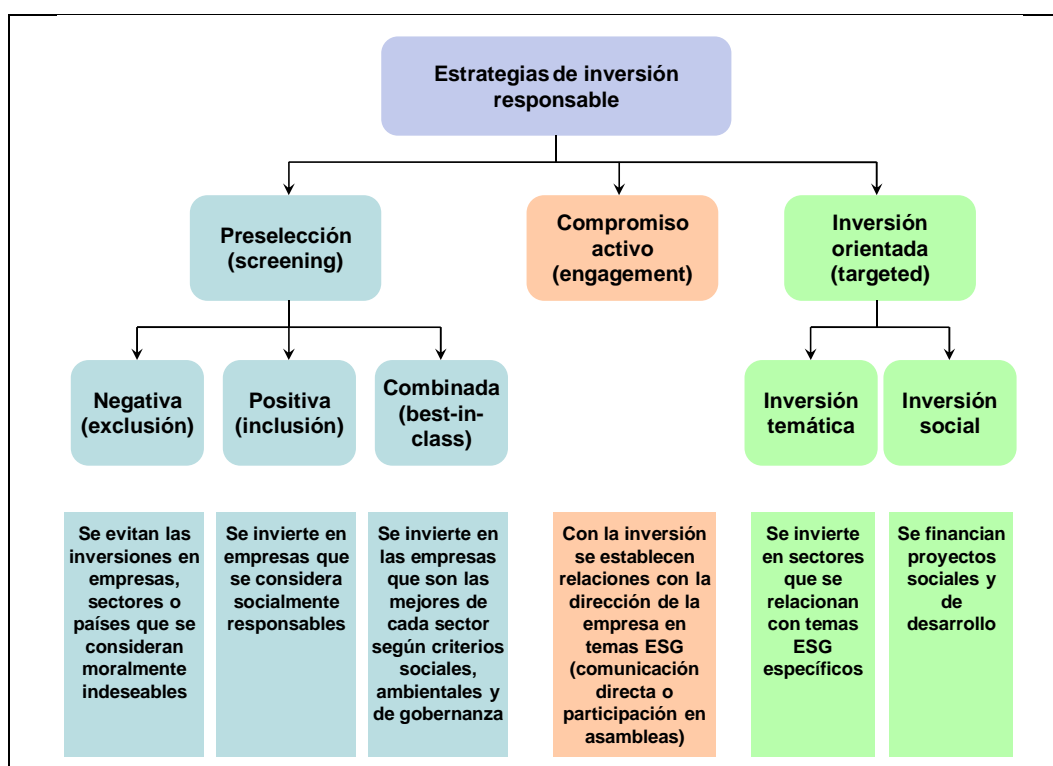 Estrategias de inversión
responsable
Preselección
(screening)
Compromiso
activo
(engagement)
Inversión
orientada
(targeted)
Negativa
(exclusión)
Positiva
(inclusión)
Combinada
(best-in-
class)
Inversión
temática
Inversión
social
Se evitan las
inversiones en
empresas,
sectores o
países que se
consideran
moralmente
indeseables
Se invierte en
empresas que
se considera
socialmente
responsables
Se invierte en
las empresas
que son las
mejores de
cada sector
según criterios
sociales,
ambientales y
de gobernanza
Con la inversión
se establecen
relaciones con la
dirección de la
empresa en
temas ESG
(comunicación
directa o
participación en
asambleas)
Se invierte
en sectores
que se
relacionan
con temas
ESG
específicos
Se financian
proyectos
sociales y
de
desarrollo